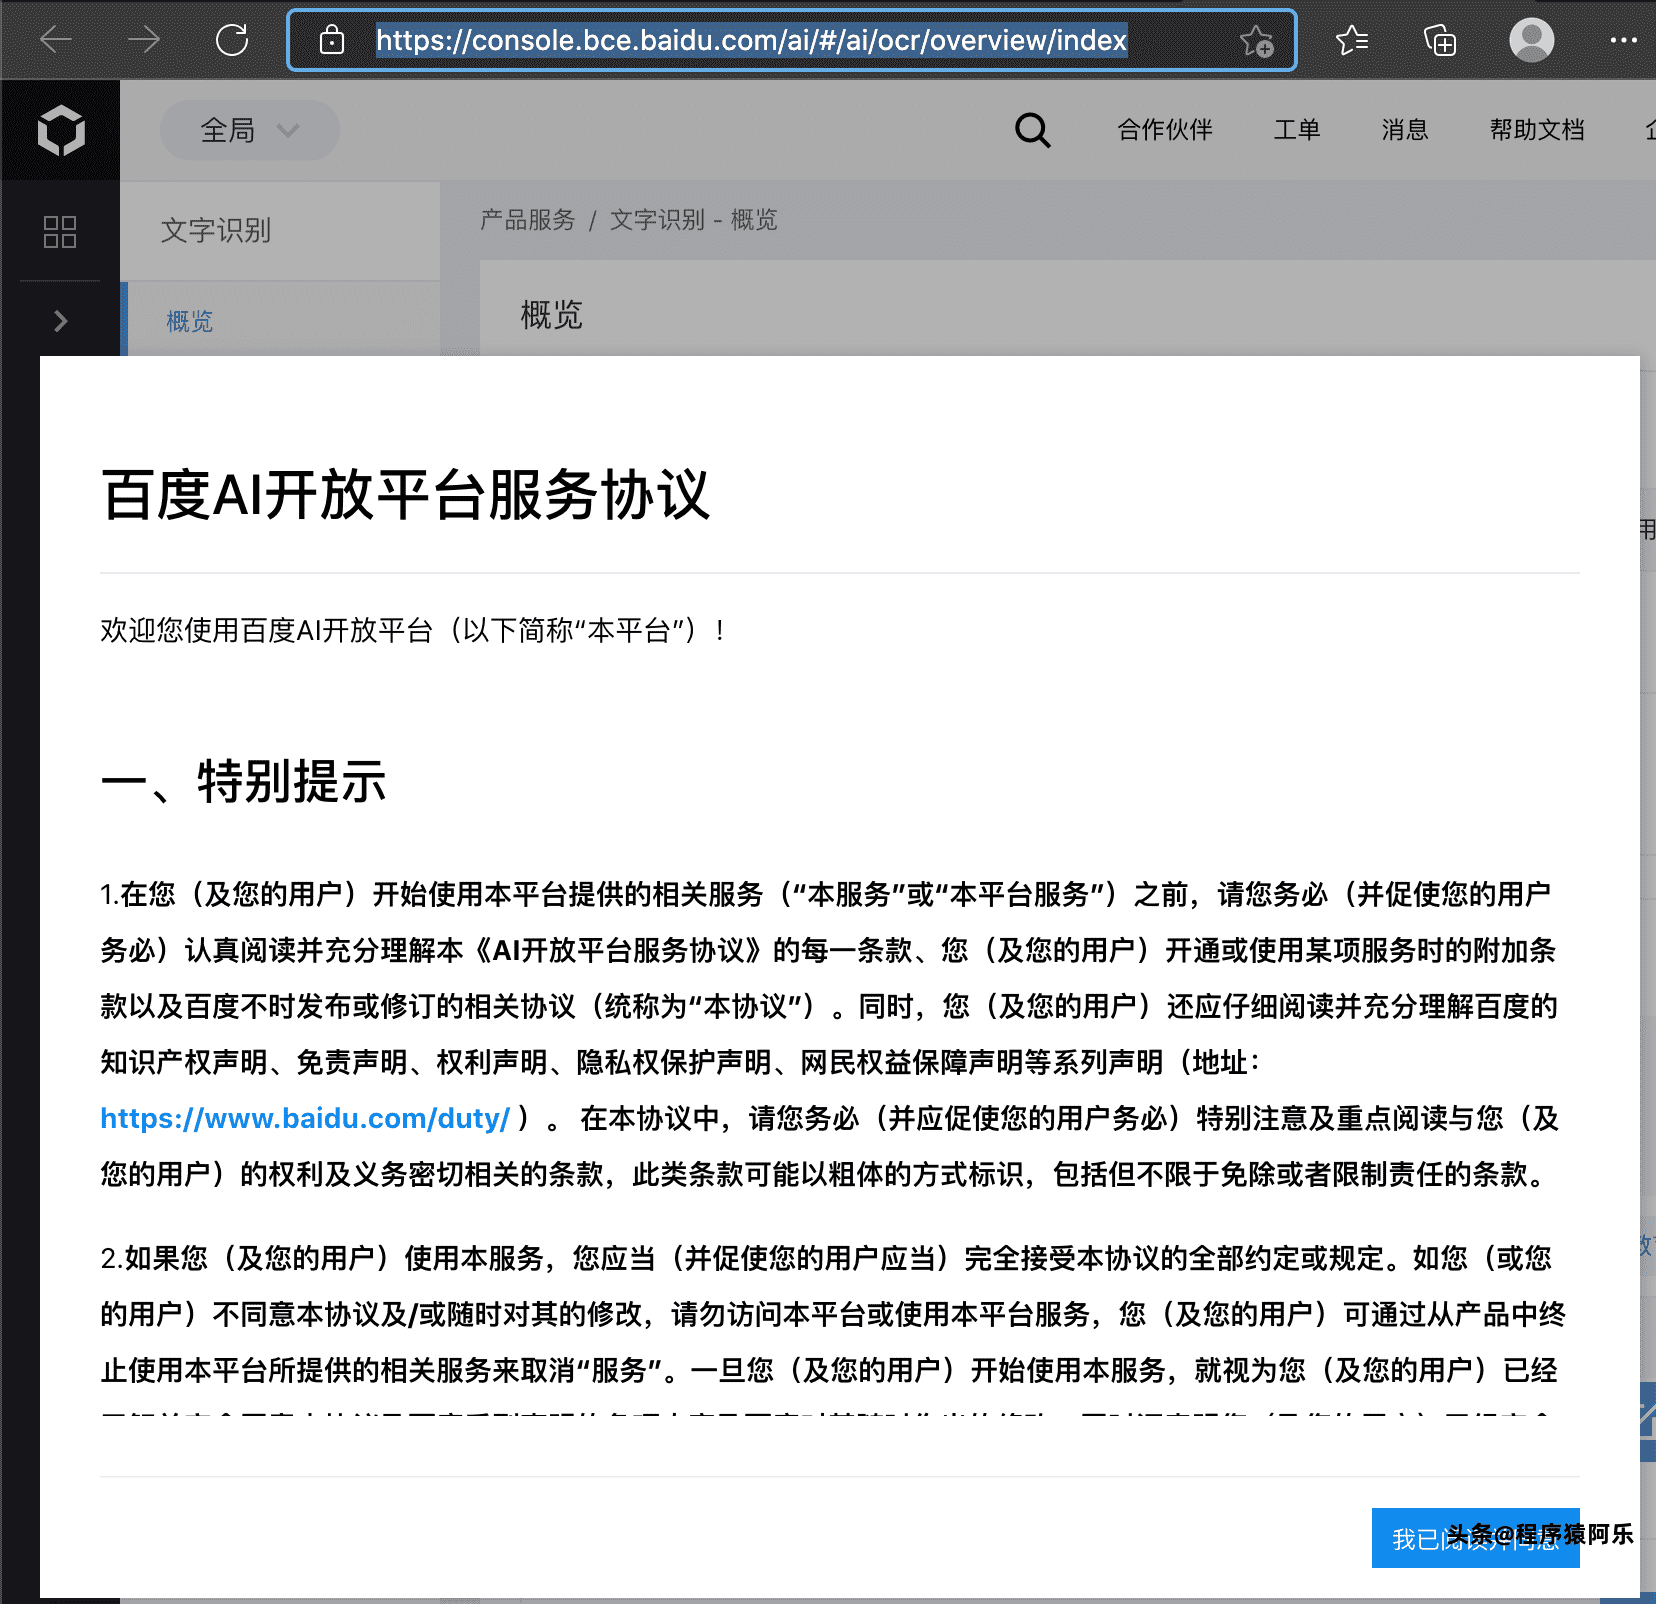 https://console.bce.baidu.com/ai/#/ai/ocr/overview/index
全局
合作伙伴 工单 消息 帮助文档
文字识别
产品服务 / 文字识别 - 概览
概览
概览
百度AI开放平台服务协议
欢迎您使用百度AI开放平台（以下简称“本平台”）！
一、特别提示
1.在您（及您的用户）开始使用本平台提供的相关服务（“本服务”或“本平台服务”）之前，请您务必（并促使您的用户
务必）认真阅读并充分理解本《AI开放平台服务协议》的每一条款、您（及您的用户）开通或使用某项服务时的附加条
款以及百度不时发布或修订的相关协议（统称为“本协议”）。同时，您（及您的用户）还应仔细阅读并充分理解百度的
知识产权声明、免责声明、权利声明、隐私权保护声明、网民权益保障声明等系列声明（地址：
https://www.baidu.com/duty/ ）。 在本协议中，请您务必（并应促使您的用户务必）特别注意及重点阅读与您（及
您的用户）的权利及义务密切相关的条款，此类条款可能以粗体的方式标识，包括但不限于免除或者限制责任的条款。
2.如果您（及您的用户）使用本服务，您应当（并促使您的用户应当）完全接受本协议的全部约定或规定。如您（或您
的用户）不同意本协议及/或随时对其的修改，请勿访问本平台或使用本平台服务，您（及您的用户）可通过从产品中终
止使用本平台所提供的相关服务来取消“服务”。一旦您（及您的用户）开始使用本服务，就视为您（及您的用户）已经
用
我已阅读并同意
头条@程序猿阿乐